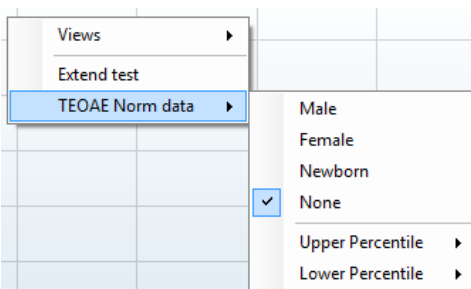 Views
Extend test
TEOAE Norm data
Male
Female
Newborn
None
Upper Percentile
Lower Percentile